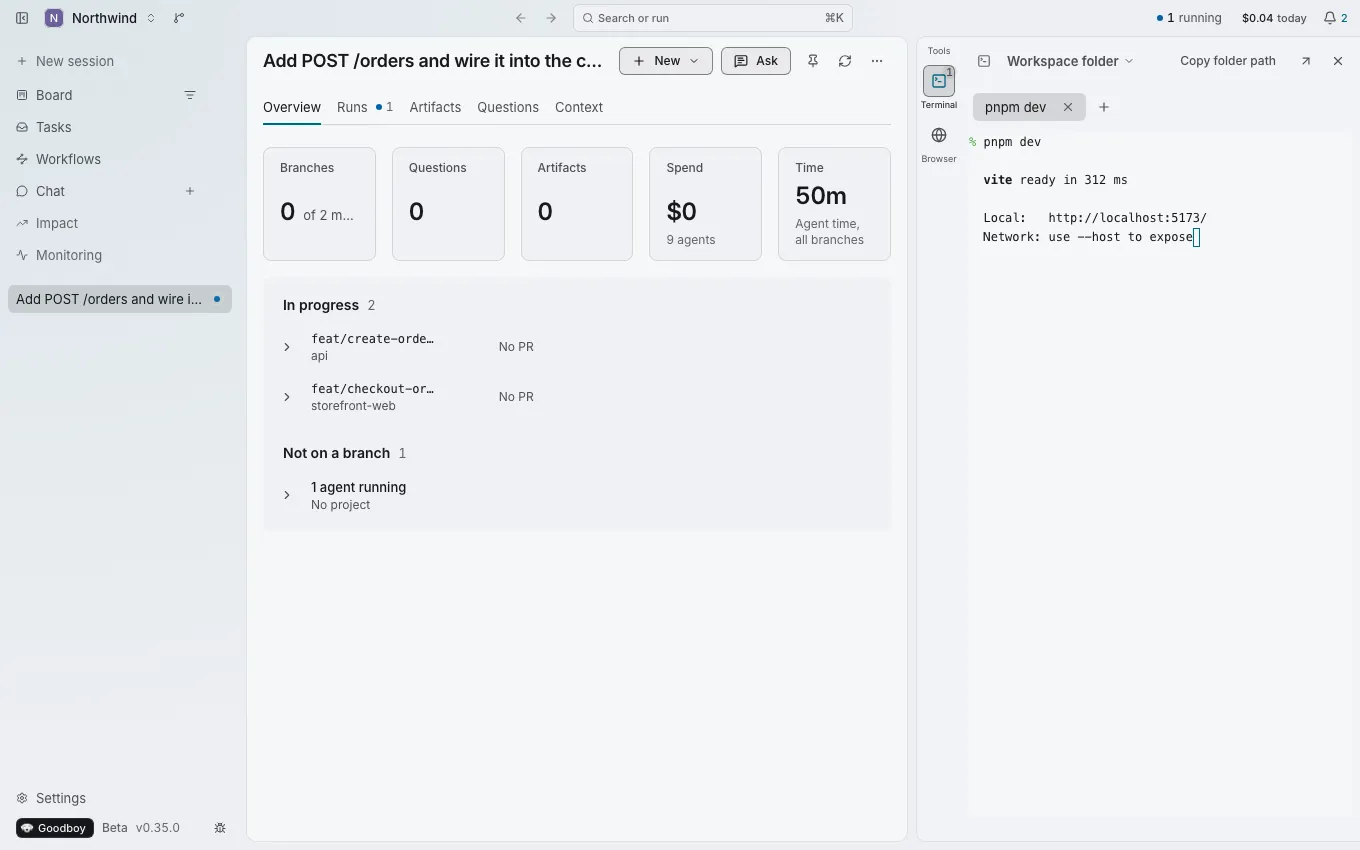 N Northwind
Search or run ⌘K
1 running
$0.04 today
2
New session
Board
Tasks
Workflows
Chat
Impact
Monitoring
Add POST /orders and wire i...
Settings
Goodboy Beta v0.35.0
Add POST /orders and wire it into the c...
New
Ask
Overview
Runs 1
Artifacts
Questions
Context
Branches
0 of 2 m...
Questions
0
Artifacts
0
Spend
$0
9 agents
Time
50m
Agent time,
all branches
In progress 2
feat/create-orde…
api
No PR
feat/checkout-or…
storefront-web
No PR
Not on a branch 1
1 agent running
No project
Tools
1
Terminal
Browser
Workspace folder
Copy folder path
pnpm dev
% pnpm dev
vite ready in 312 ms
Local: http://localhost:5173/
Network: use --host to expose